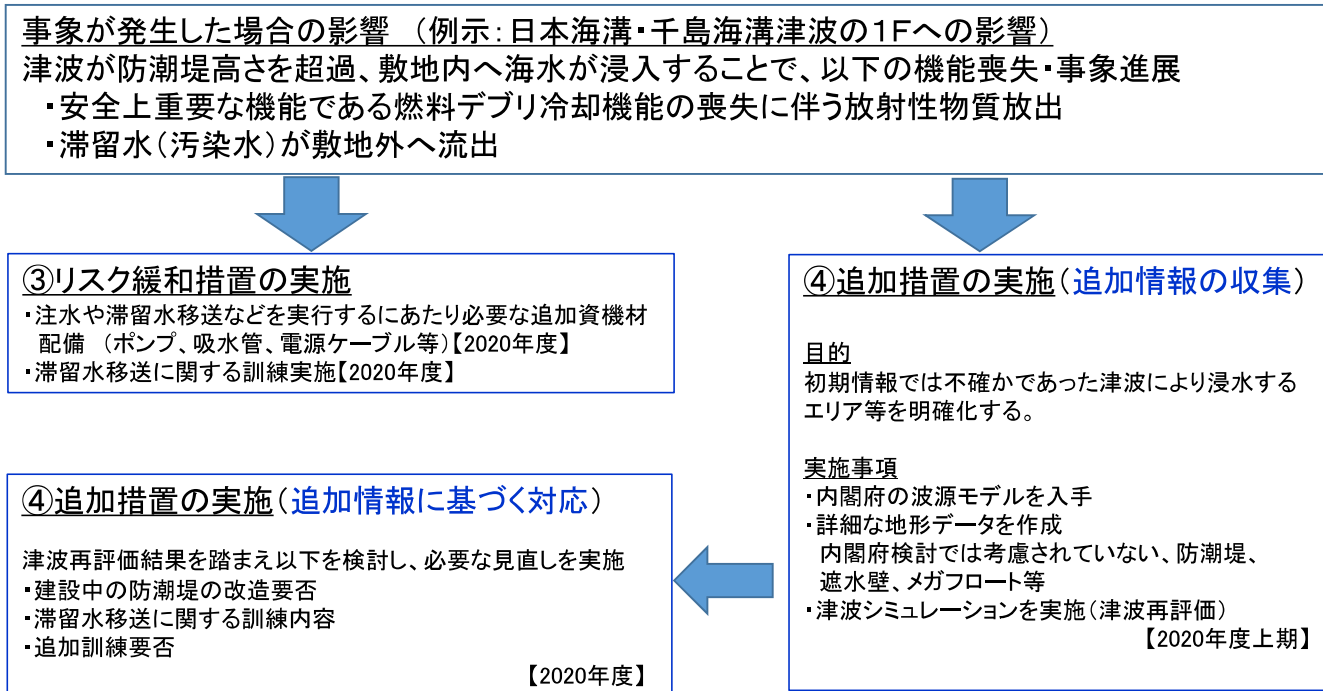 事象が発生した場合の影響 （例示：日本海溝・千島海溝津波の１Ｆへの影響）
津波が防潮堤高さを超過、敷地内へ海水が浸入することで、以下の機能喪失・事象進展
・安全上重要な機能である燃料デブリ冷却機能の喪失に伴う放射性物質放出
・滞留水（汚染水）が敷地外へ流出
③リスク緩和措置の実施
・注水や滞留水移送などを実行するにあたり必要な追加資機材
配備 （ポンプ、吸水管、電源ケーブル等）【2020年度】
・滞留水移送に関する訓練実施【2020年度】
④追加措置の実施（追加情報の収集）
目的
初期情報では不確かであった津波により浸水する
エリア等を明確化する。
実施事項
・内閣府の波源モデルを入手
・詳細な地形データを作成
内閣府検討では考慮されていない、防潮堤、
遮水壁、メガフロート等
・津波シミュレーションを実施（津波再評価）
【2020年度上期】
④追加措置の実施（追加情報に基づく対応）
津波再評価結果を踏まえ以下を検討し、必要な見直しを実施
・建設中の防潮堤の改造要否
・滞留水移送に関する訓練内容
・追加訓練要否
【2020年度】